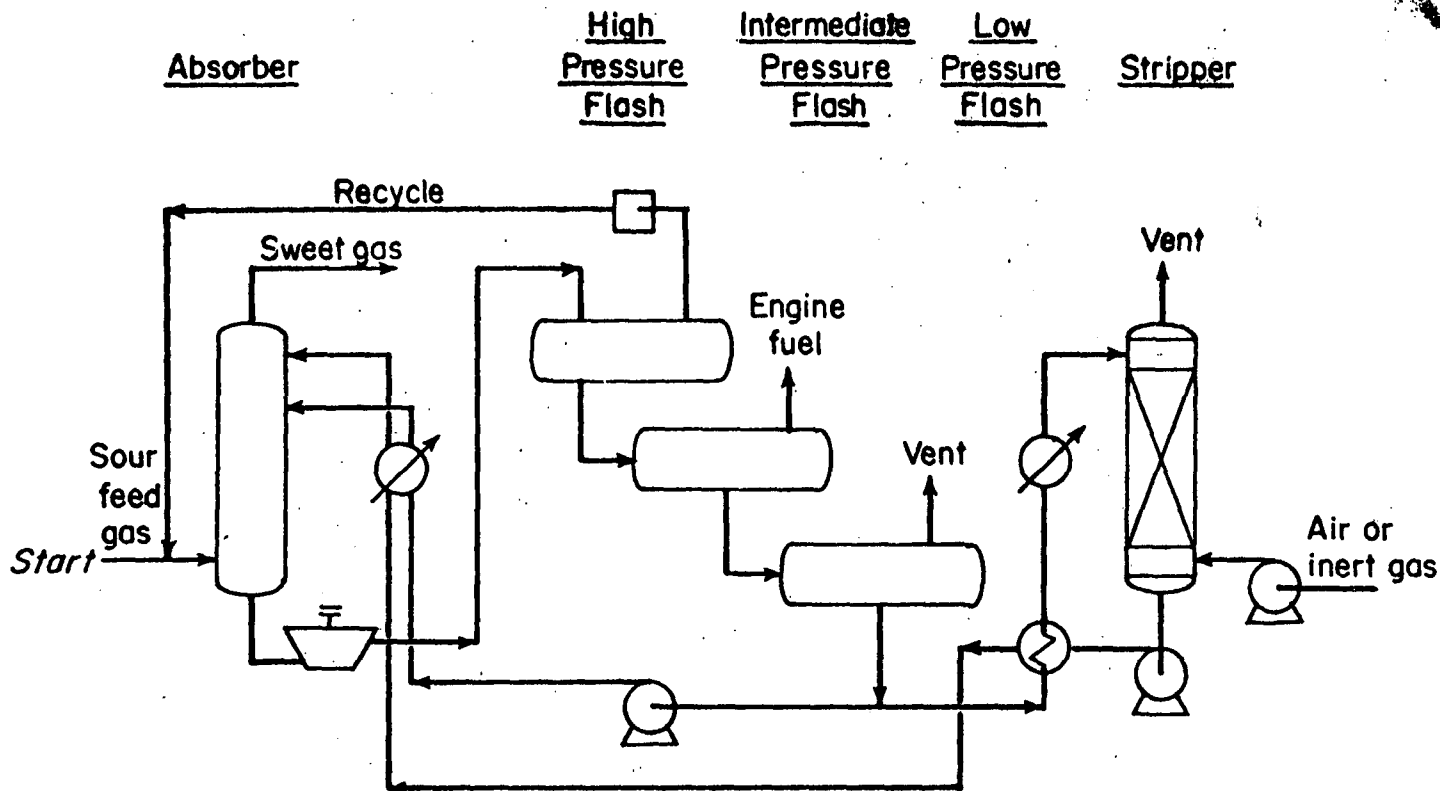 Absorber
High
Pressure
Flash
Intermediate
Pressure
Flash
Low
Pressure
Flash
Stripper
Recycle
Sweet gas
Vent
Engine
fuel
Sour
feed
gas
Vent
Start
Air or
inert gas